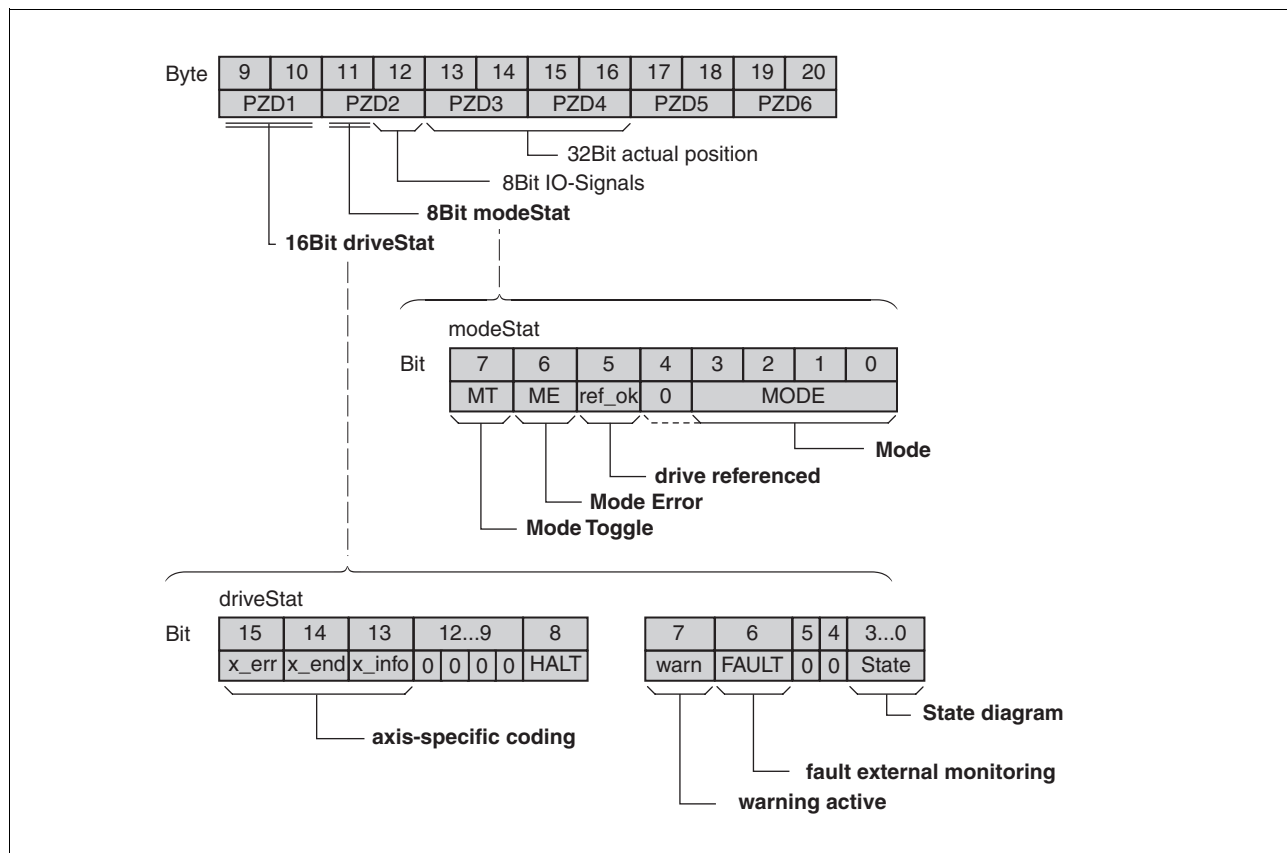 Byte 9 10 11 12 13 14 15 16 17 18 19 20
PZD1 PZD2 PZD3 PZD4 PZD5 PZD6
32Bit actual position
8Bit IO-Signals
8Bit modeStat
16Bit driveStat
modeStat
Bit 7 6 5 4 3 2 1 0
MT ME ref_ok 0 MODE
Mode
drive referenced
Mode Error
Mode Toggle
driveStat
Bit 15 14 13 12...9 8 7 6 5 4 3...0
x_err x_end x_info 0 0 0 0 HALT warn FAULT 0 0 State
State diagram
axis-specific coding
fault external monitoring
warning active